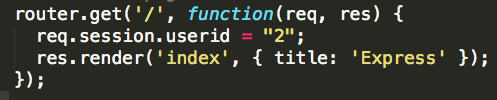 router.get('/', function(req, res) {
  req.session.userid = "2";
  res.render('index', { title: 'Express' });
});